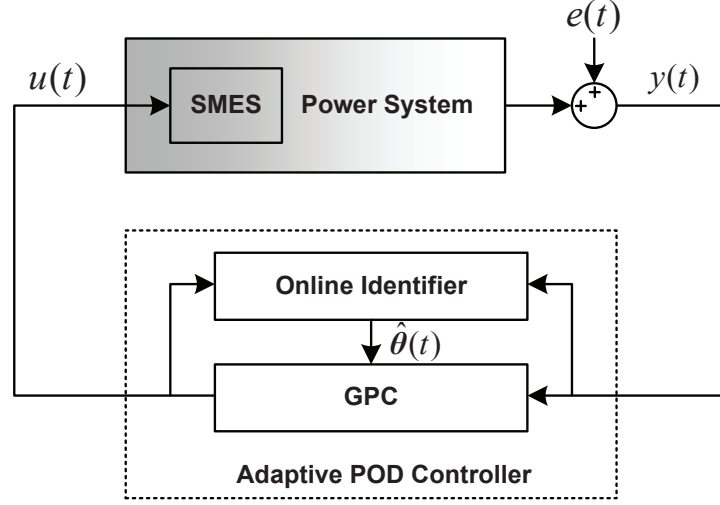 e(t)
u(t)
SMES
Power System
+
+
y(t)
Online Identifier
θ̂(t)
GPC
Adaptive POD Controller